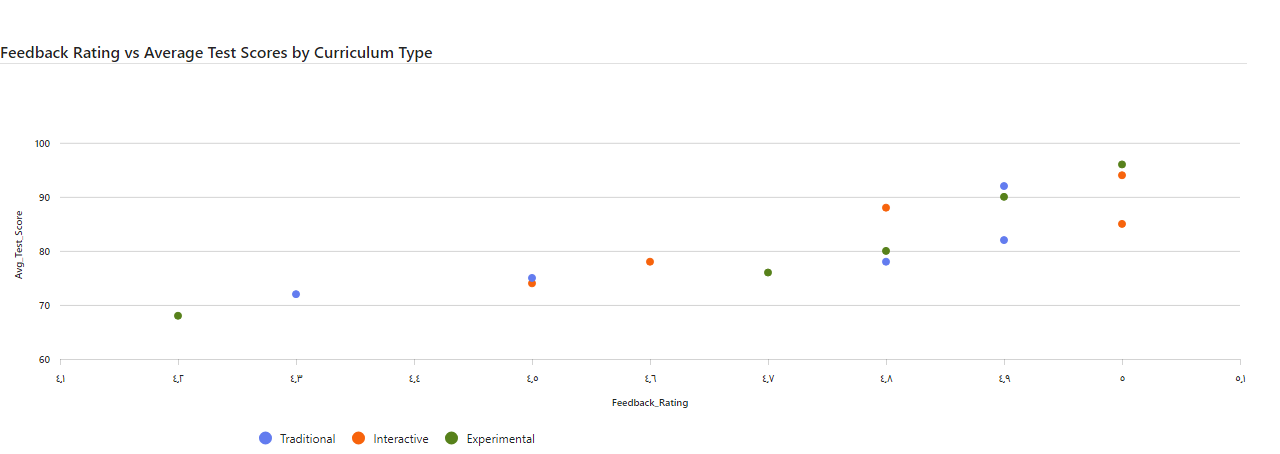 Feedback Rating vs Average Test Scores by Curriculum Type
100
90
80
70
60
Avg_Test_Score
٤٫١ ٤٫٢ ٤٫٣ ٤٫٤ ٤٫٥ ٤٫٦ ٤٫٧ ٤٫٨ ٤٫٩ ٥ ٥٫١
Feedback_Rating
Traditional Interactive Experimental